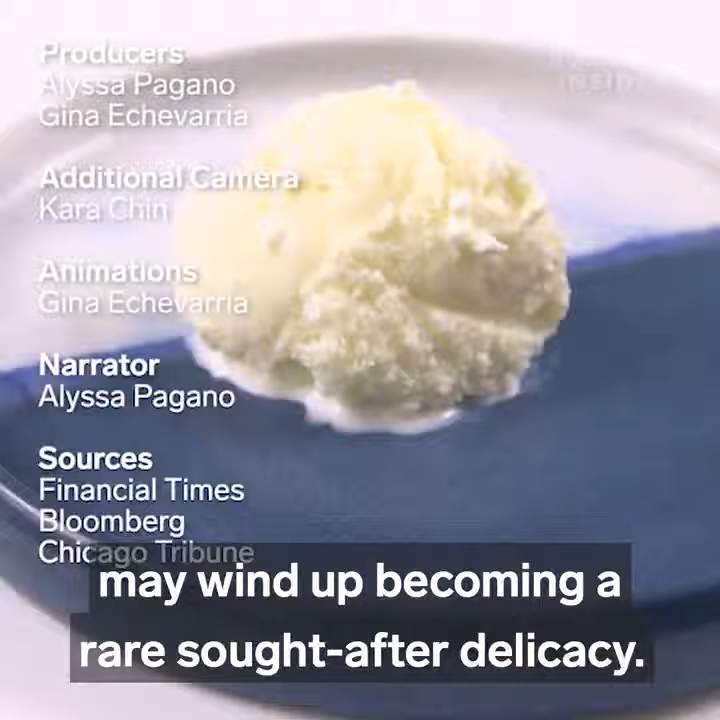 Producers
Alyssa Pagano
Gina Echevarria
Additional Camera
Kara Chin
Animations
Gina Echevarria
Narrator
Alyssa Pagano
Sources
Financial Times
Bloomberg
Chicago Tribune
may wind up becoming a
rare sought-after delicacy.